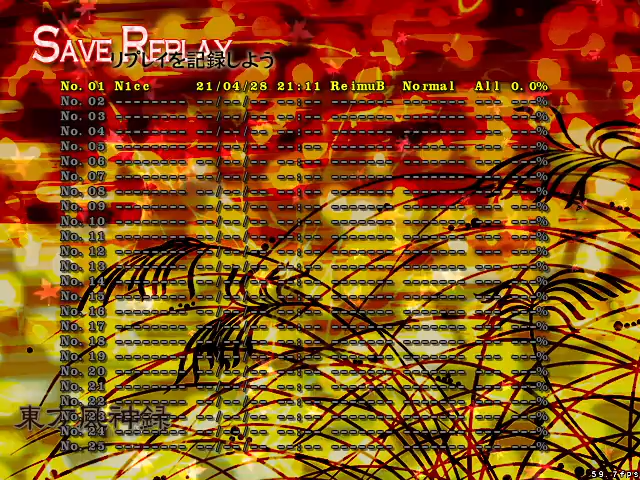 SAVE REPLAY
リプレイを記録しよう
No. 01 N1cc 21/04/28 21:11 ReimuB Normal All 0.0%
No. 02 -------- --/--/-- --:-- ------ ------- --- ---%
No. 03 -------- --/--/-- --:-- ------ ------- --- ---%
No. 04 -------- --/--/-- --:-- ------ ------- --- ---%
No. 05 -------- --/--/-- --:-- ------ ------- --- ---%
No. 06 -------- --/--/-- --:-- ------ ------- --- ---%
No. 07 -------- --/--/-- --:-- ------ ------- --- ---%
No. 08 -------- --/--/-- --:-- ------ ------- --- ---%
No. 09 -------- --/--/-- --:-- ------ ------- --- ---%
No. 10 -------- --/--/-- --:-- ------ ------- --- ---%
No. 11 -------- --/--/-- --:-- ------ ------- --- ---%
No. 12 -------- --/--/-- --:-- ------ ------- --- ---%
No. 13 -------- --/--/-- --:-- ------ ------- --- ---%
No. 14 -------- --/--/-- --:-- ------ ------- --- ---%
No. 15 -------- --/--/-- --:-- ------ ------- --- ---%
No. 16 -------- --/--/-- --:-- ------ ------- --- ---%
No. 17 -------- --/--/-- --:-- ------ ------- --- ---%
No. 18 -------- --/--/-- --:-- ------ ------- --- ---%
No. 19 -------- --/--/-- --:-- ------ ------- --- ---%
No. 20 -------- --/--/-- --:-- ------ ------- --- ---%
No. 21 -------- --/--/-- --:-- ------ ------- --- ---%
No. 22 -------- --/--/-- --:-- ------ ------- --- ---%
東方風神録
No. 23 -------- --/--/-- --:-- ------ ------- --- ---%
No. 24 -------- --/--/-- --:-- ------ ------- --- ---%
No. 25 -------- --/--/-- --:-- ------ ------- --- ---%
59.7fps